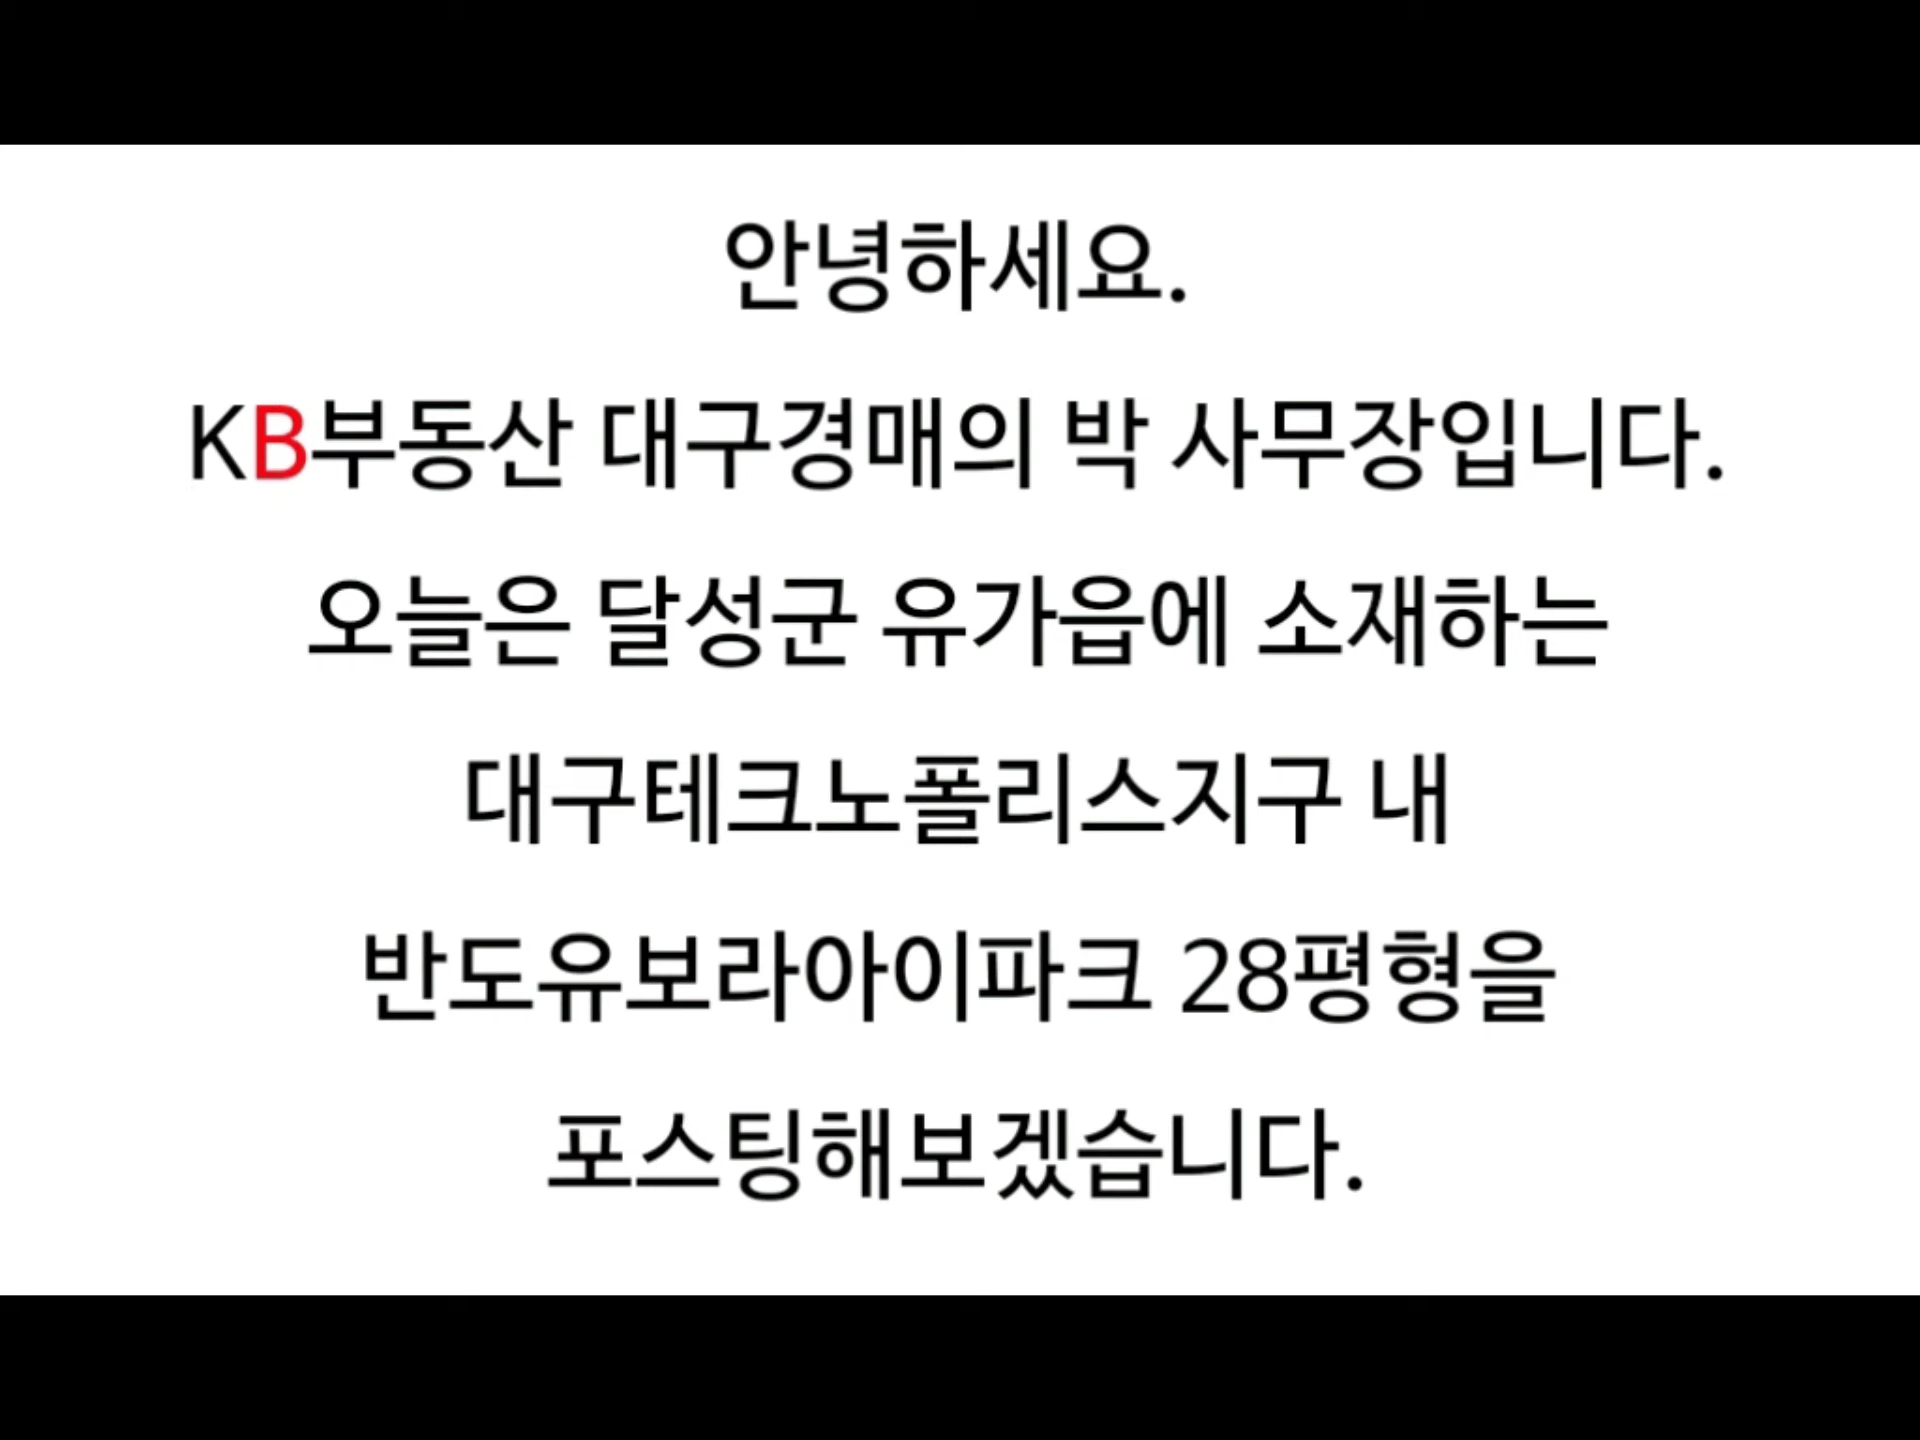 안녕하세요.
KB부동산 대구경매의 박 사무장입니다.
오늘은 달성군 유가읍에 소재하는
대구테크노폴리스지구 내
반도유보라아이파크 28평형을
포스팅해보겠습니다.